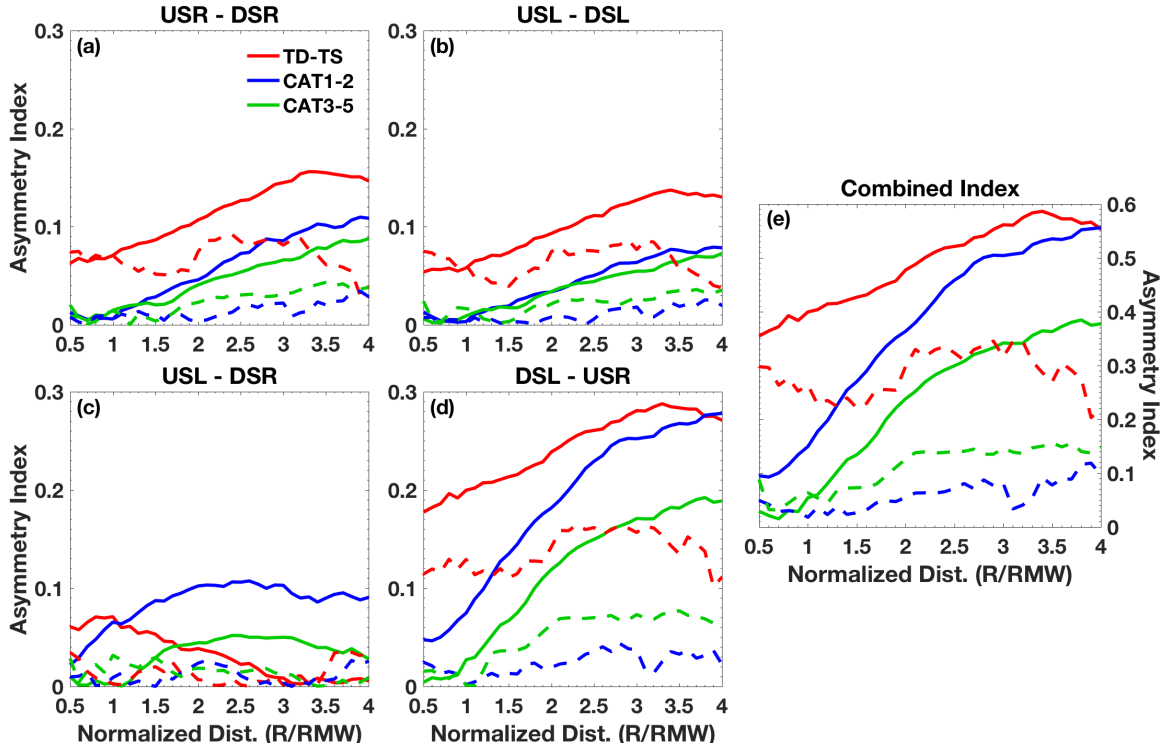 USR - DSR
(a)
TD-TS
CAT1-2
CAT3-5
0.3
0.2
0.1
0
Asymmetry Index
0.5 1 1.5 2 2.5 3 3.5 4
USL - DSL
(b)
0.3
0.2
0.1
0
0.5 1 1.5 2 2.5 3 3.5 4
USL - DSR
(c)
0.3
0.2
0.1
0
Asymmetry Index
0.5 1 1.5 2 2.5 3 3.5 4
Normalized Dist. (R/RMW)
DSL - USR
(d)
0.3
0.2
0.1
0
0.5 1 1.5 2 2.5 3 3.5 4
Normalized Dist. (R/RMW)
Combined Index
(e)
0.6
0.5
0.4
0.3
0.2
0.1
0
Asymmetry Index
0.5 1 1.5 2 2.5 3 3.5 4
Normalized Dist. (R/RMW)